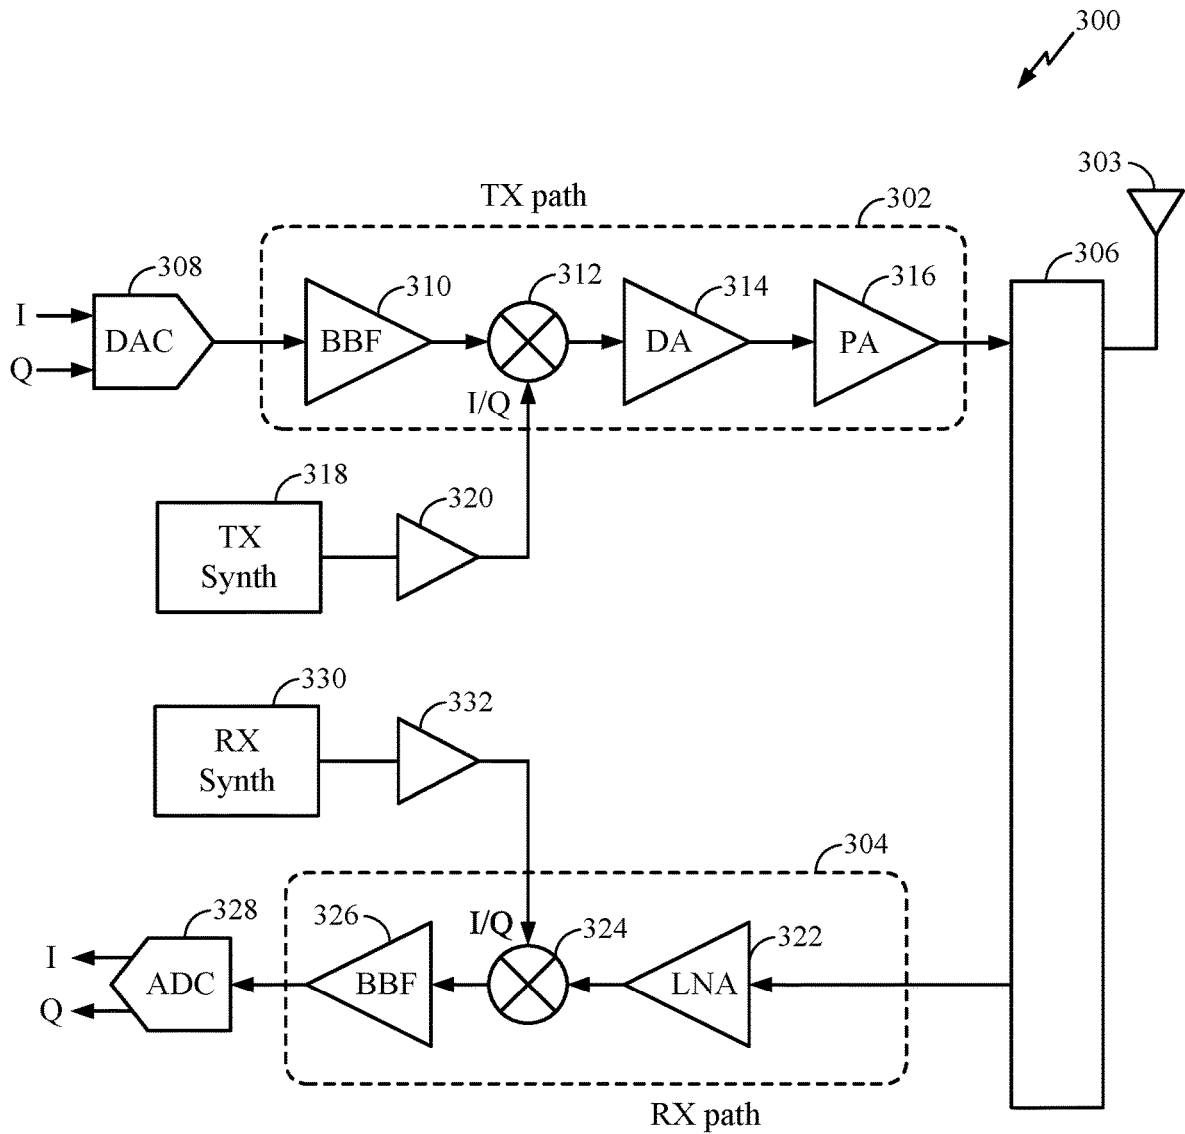 300
303
TX path
302
306
308
310
312
314
316
I
DAC
BBF
DA
PA
Q
I/Q
318
320
TX
Synth
330
332
RX
Synth
304
326
I/Q
324
322
328
I
ADC
BBF
LNA
Q
RX path